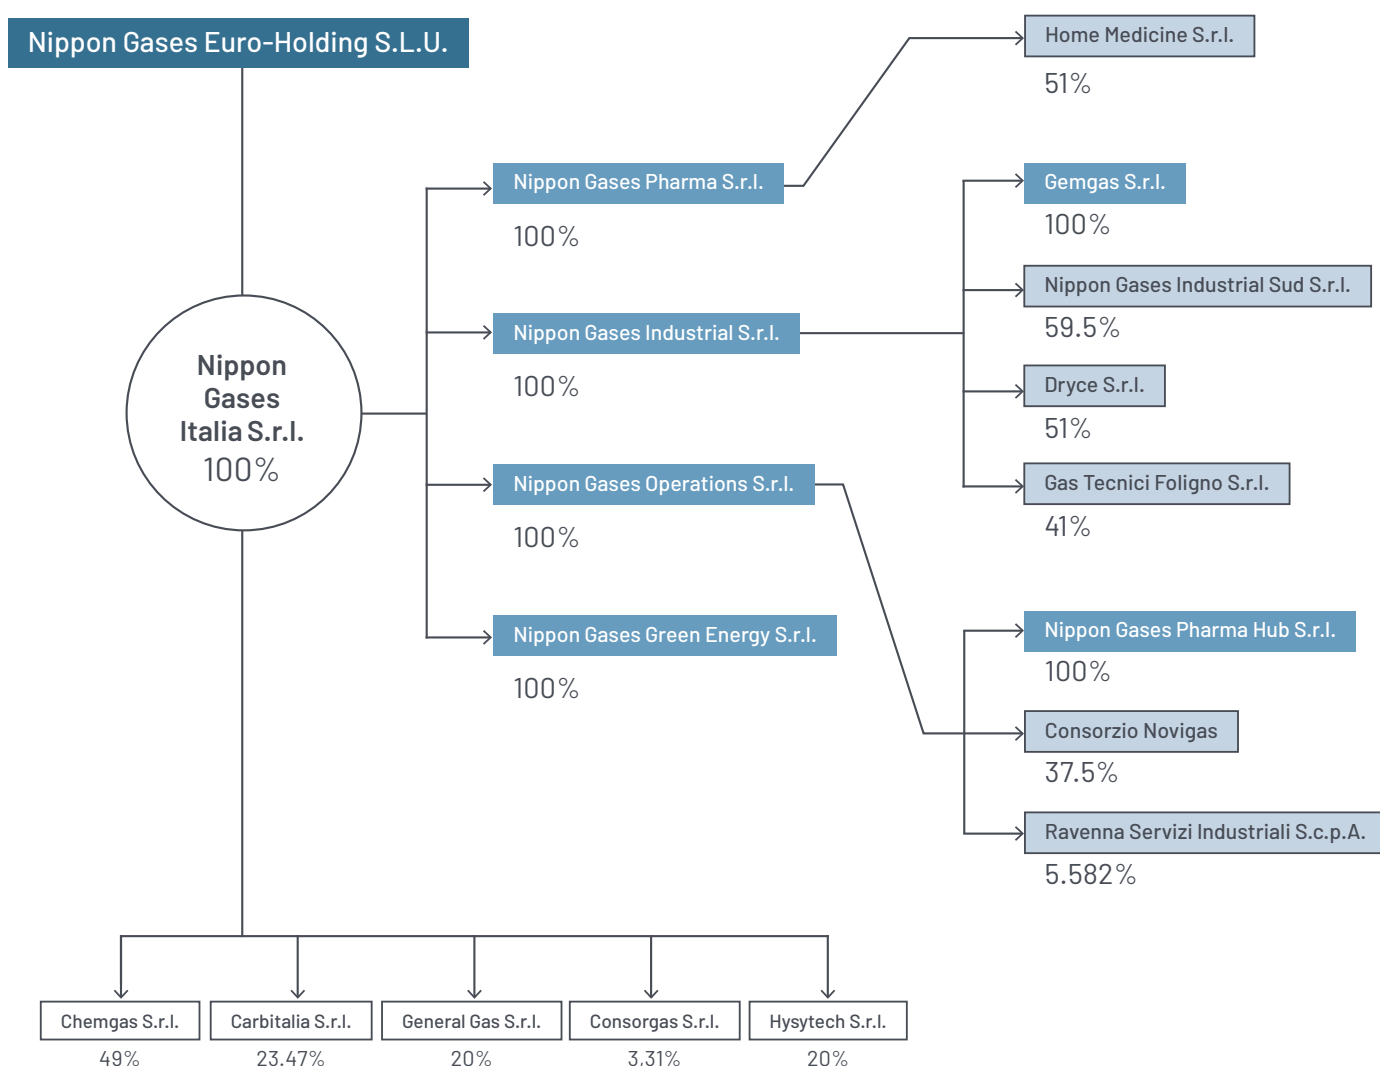 Nippon Gases Euro-Holding S.L.U.
Nippon
Gases
Italia S.r.l.
100%
Nippon Gases Pharma S.r.l.
100%
Nippon Gases Industrial S.r.l.
100%
Nippon Gases Operations S.r.l.
100%
Nippon Gases Green Energy S.r.l.
100%
Home Medicine S.r.l.
51%
Gemgas S.r.l.
100%
Nippon Gases Industrial Sud S.r.l.
59.5%
Dryce S.r.l.
51%
Gas Tecnici Foligno S.r.l.
41%
Nippon Gases Pharma Hub S.r.l.
100%
Consorzio Novigas
37.5%
Ravenna Servizi Industriali S.c.p.A.
5.582%
Chemgas S.r.l.
49%
Carbitalia S.r.l.
23.47%
General Gas S.r.l.
20%
Consorgas S.r.l.
3,31%
Hysytech S.r.l.
20%